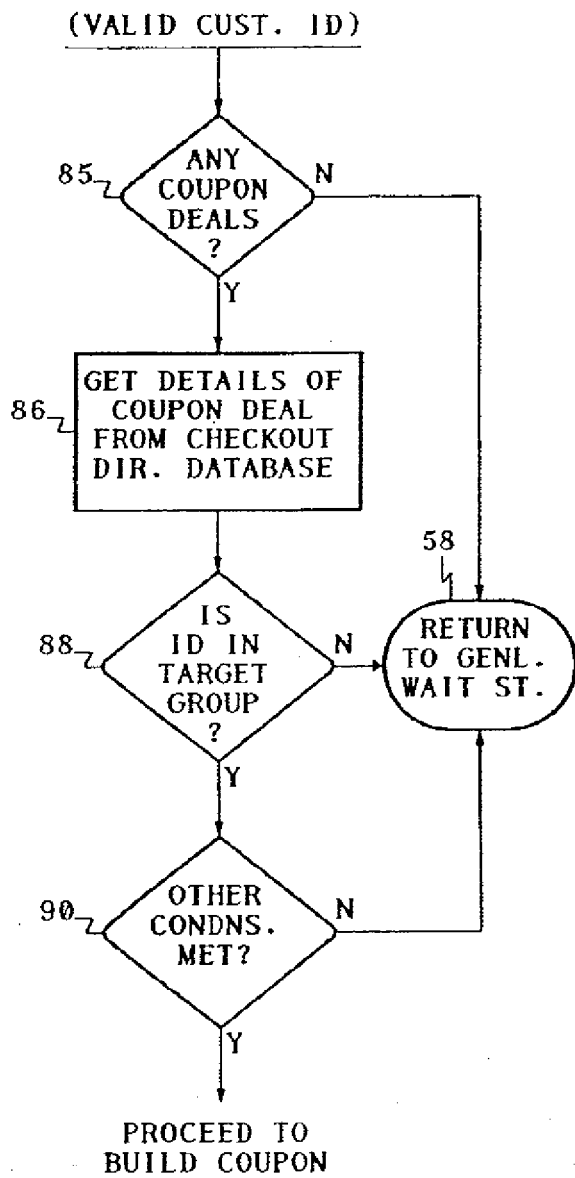 (VALID CUST. ID)
85
ANY
COUPON
DEALS
?
N
Y
86
GET DETAILS OF
COUPON DEAL
FROM CHECKOUT
DIR. DATABASE
58
RETURN
TO GENL.
WAIT ST.
88
IS
ID IN
TARGET
GROUP
?
N
Y
90
OTHER
CONDNS.
MET?
N
Y
PROCEED TO
BUILD COUPON